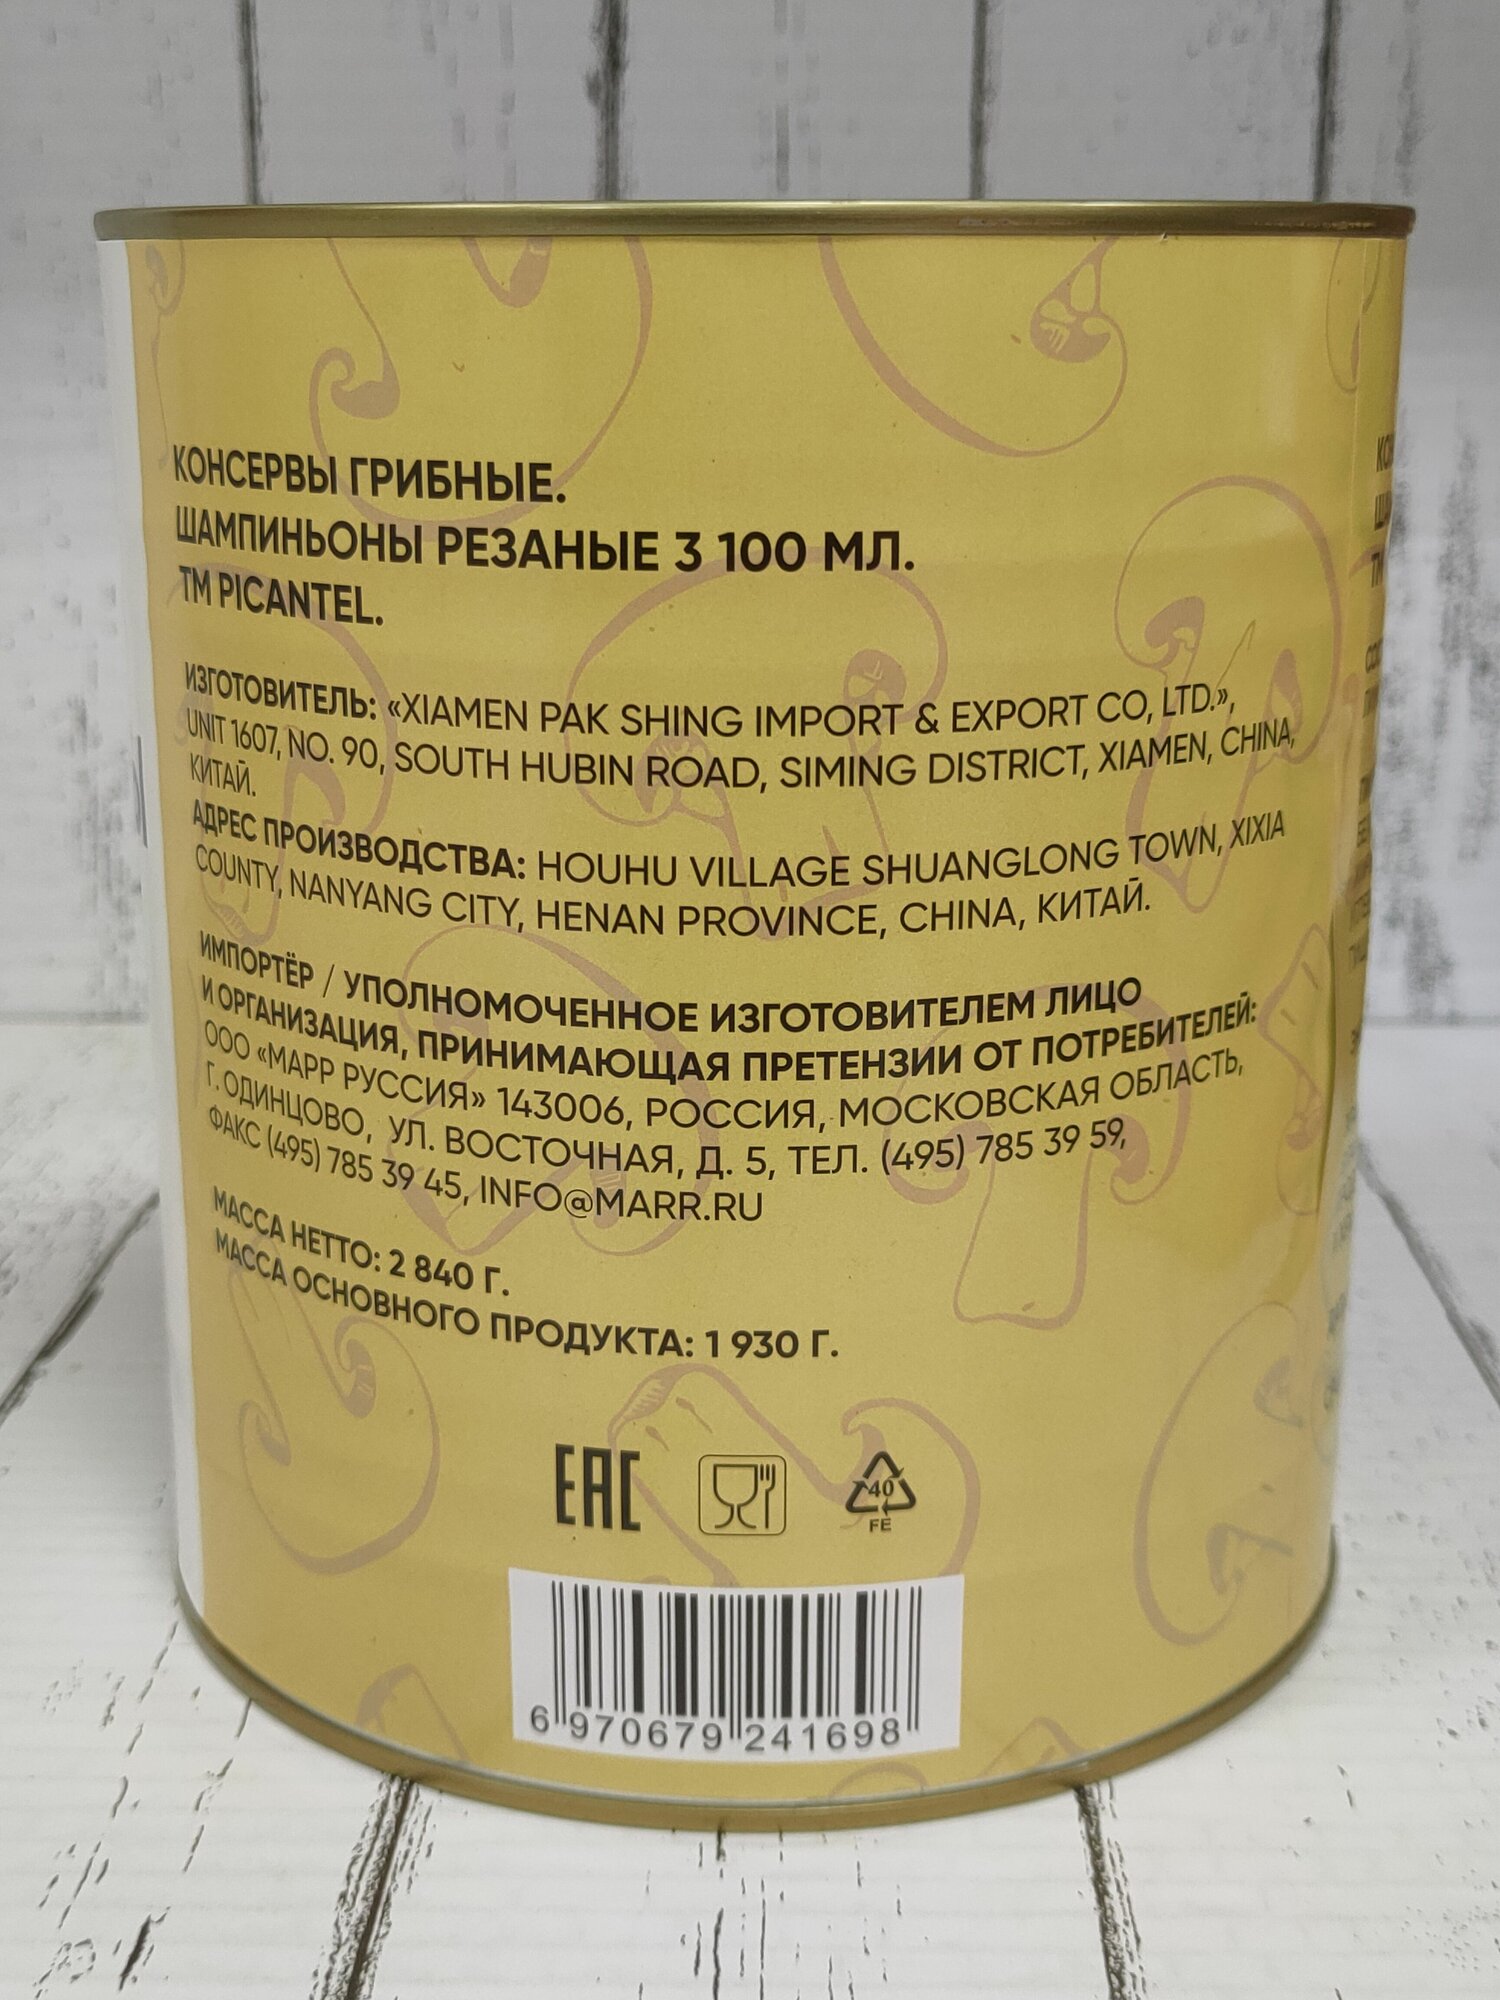 КОНСЕРВЫ ГРИБНЫЕ.
ШАМПИНЬОНЫ РЕЗАНЫЕ 3 100 МЛ.
ТМ PICANTEL.
ИЗГОТОВИТЕЛЬ: «XIAMEN PAK SHING IMPORT & EXPORT CO, LTD.»,
UNIT 1607, NO. 90, SOUTH HUBIN ROAD, SIMING DISTRICT, XIAMEN, CHINA,
КИТАЙ.
АДРЕС ПРОИЗВОДСТВА: HOUHU VILLAGE SHUANGLONG TOWN, XIXIA
COUNTY, NANYANG CITY, HENAN PROVINCE, CHINA, КИТАЙ.
ИМПОРТЁР / УПОЛНОМОЧЕННОЕ ИЗГОТОВИТЕЛЕМ ЛИЦО
И ОРГАНИЗАЦИЯ, ПРИНИМАЮЩАЯ ПРЕТЕНЗИИ ОТ ПОТРЕБИТЕЛЕЙ:
ООО «МАРР РУССИЯ» 143006, РОССИЯ, МОСКОВСКАЯ ОБЛАСТЬ,
Г. ОДИНЦОВО, УЛ. ВОСТОЧНАЯ, Д. 5, ТЕЛ. (495) 785 39 59,
ФАКС (495) 785 39 45, INFO@MARR.RU
МАССА НЕТТО: 2 840 Г.
МАССА ОСНОВНОГО ПРОДУКТА: 1 930 Г.
EAC
40
FE
6 970679 241698